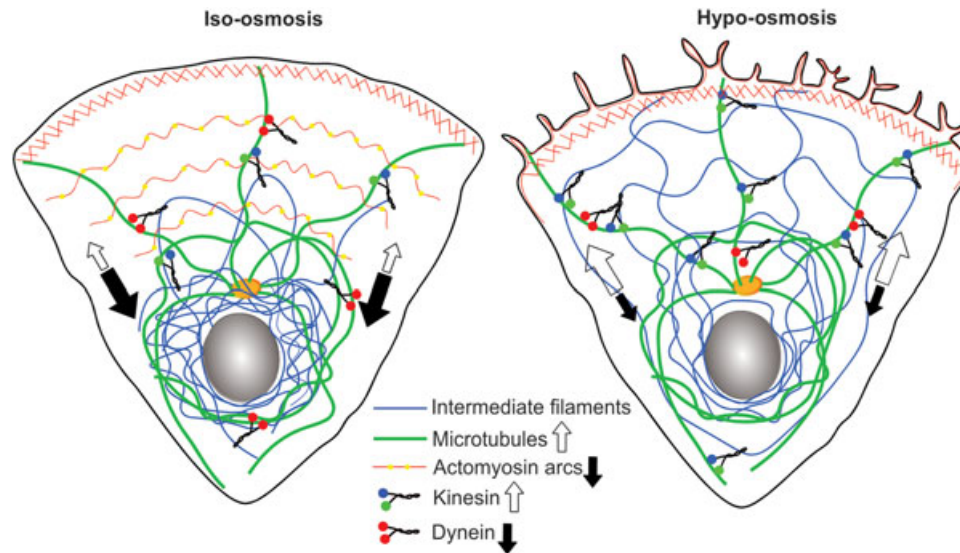 Iso-osmosis
Hypo-osmosis
Intermediate filaments
Microtubules
Actomyosin arcs
Kinesin
Dynein